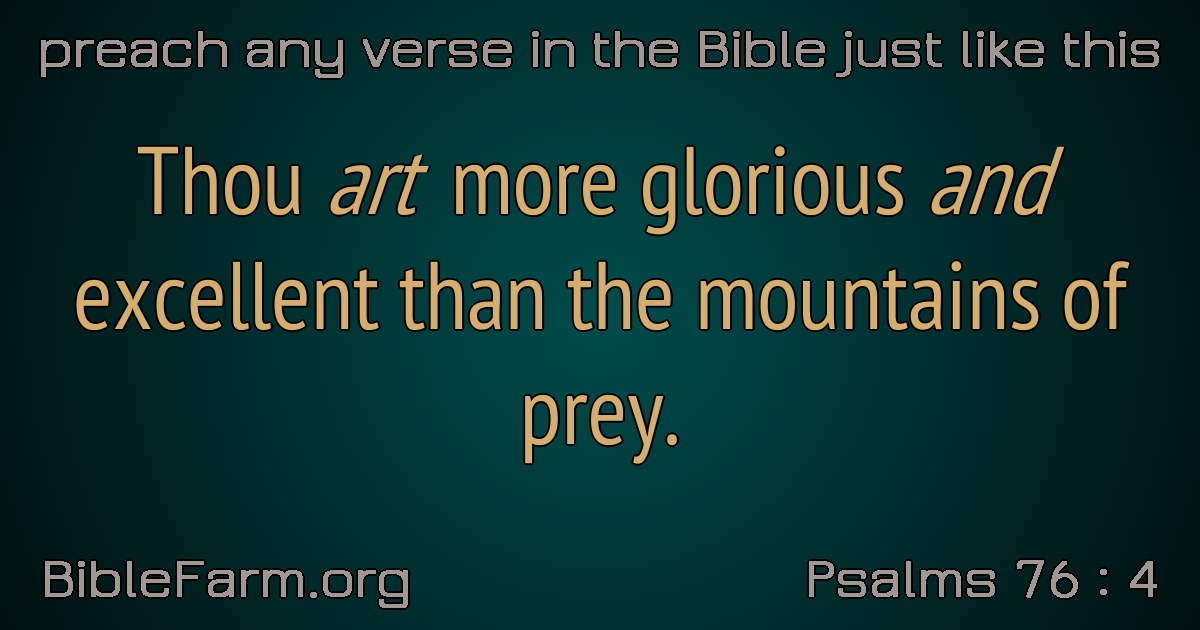 preach any verse in the Bible just like this
Thou art more glorious and
excellent than the mountains of
prey.
BibleFarm.org
Psalms 76 : 4